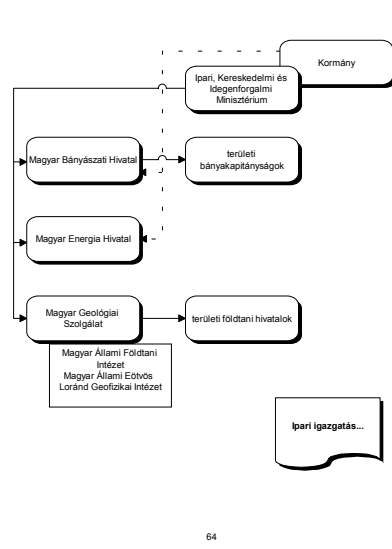 Kormány
Ipari, Kereskedelmi és
Idegenforgalmi
Minisztérium
Magyar Bányászati Hivatal
területi
bányakapitányságok
Magyar Energia Hivatal
Magyar Geológiai
Szolgálat
területi földtani hivatalok
Magyar Állami Földtani
Intézet
Magyar Állami Eötvös
Loránd Geofizikai Intézet
Ipari igazgatás...
64